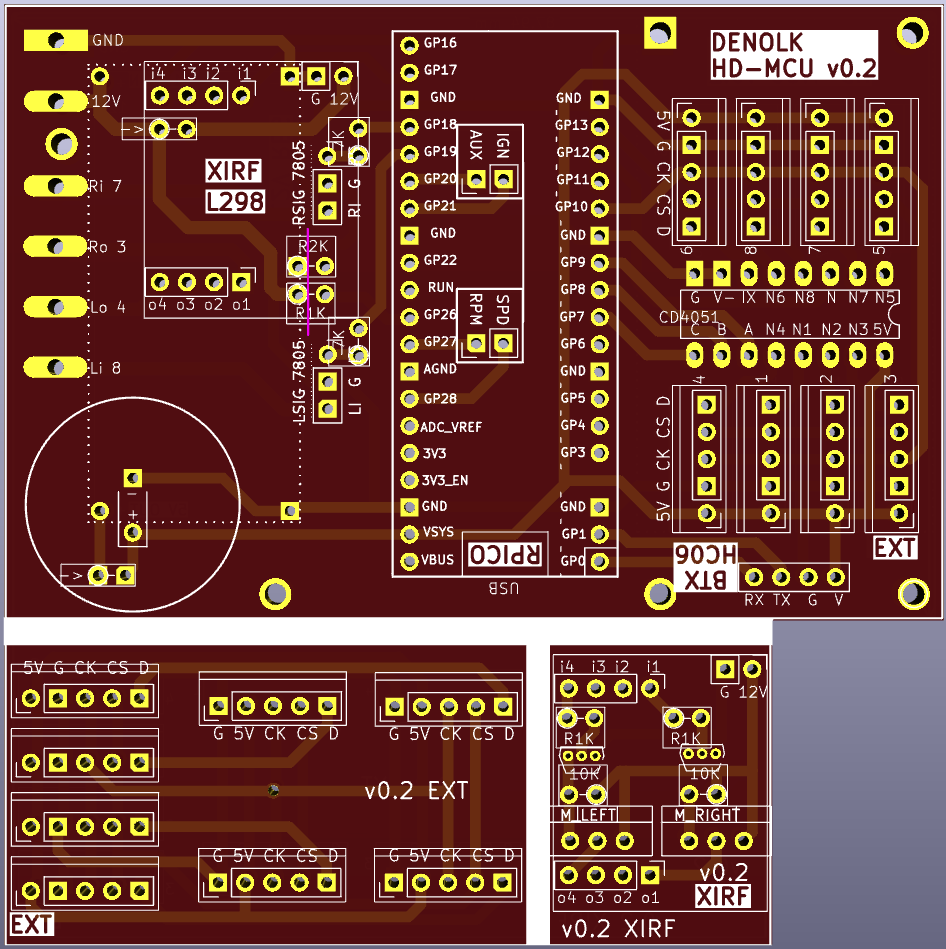 GND
12V
Ri 7
Ro 3
Lo 4
Li 8
i4 i3 i2 i1
G 12V
->
XIRF
L298
7K
RSIG 7805
G
RI
R2K
R1K
o4 o3 o2 o1
7K
LSIG 7805
G
LI
-
+
->
GP16
GP17
GND
GP18
GP19
GP20
GP21
GND
GP22
RUN
GP26
GP27
AGND
GP28
ADC_VREF
3V3
3V3_EN
GND
VSYS
VBUS
AUX
IGN
RPM
SPD
GND
GP13
GP12
GP11
GP10
GND
GP9
GP8
GP7
GP6
GND
GP5
GP4
GP3
GND
GP1
GP0
RPICO
USB
DENOLK
HD-MCU v0.2
5V G CK CS D
6 8 7 5
G V- IX N6 N8 N N7 N5
CD4051
C B A N4 N1 N2 N3 5V
4 1 2 3
5V G CK CS D
EXT
HC06
BTX
RX TX G V
5V G CK CS D
G 5V CK CS D
G 5V CK CS D
v0.2 EXT
G 5V CK CS D
G 5V CK CS D
EXT
i4 i3 i2 i1
G 12V
R1K
R1K
10K
10K
M_LEFT
M_RIGHT
o4 o3 o2 o1
v0.2
XIRF
v0.2 XIRF